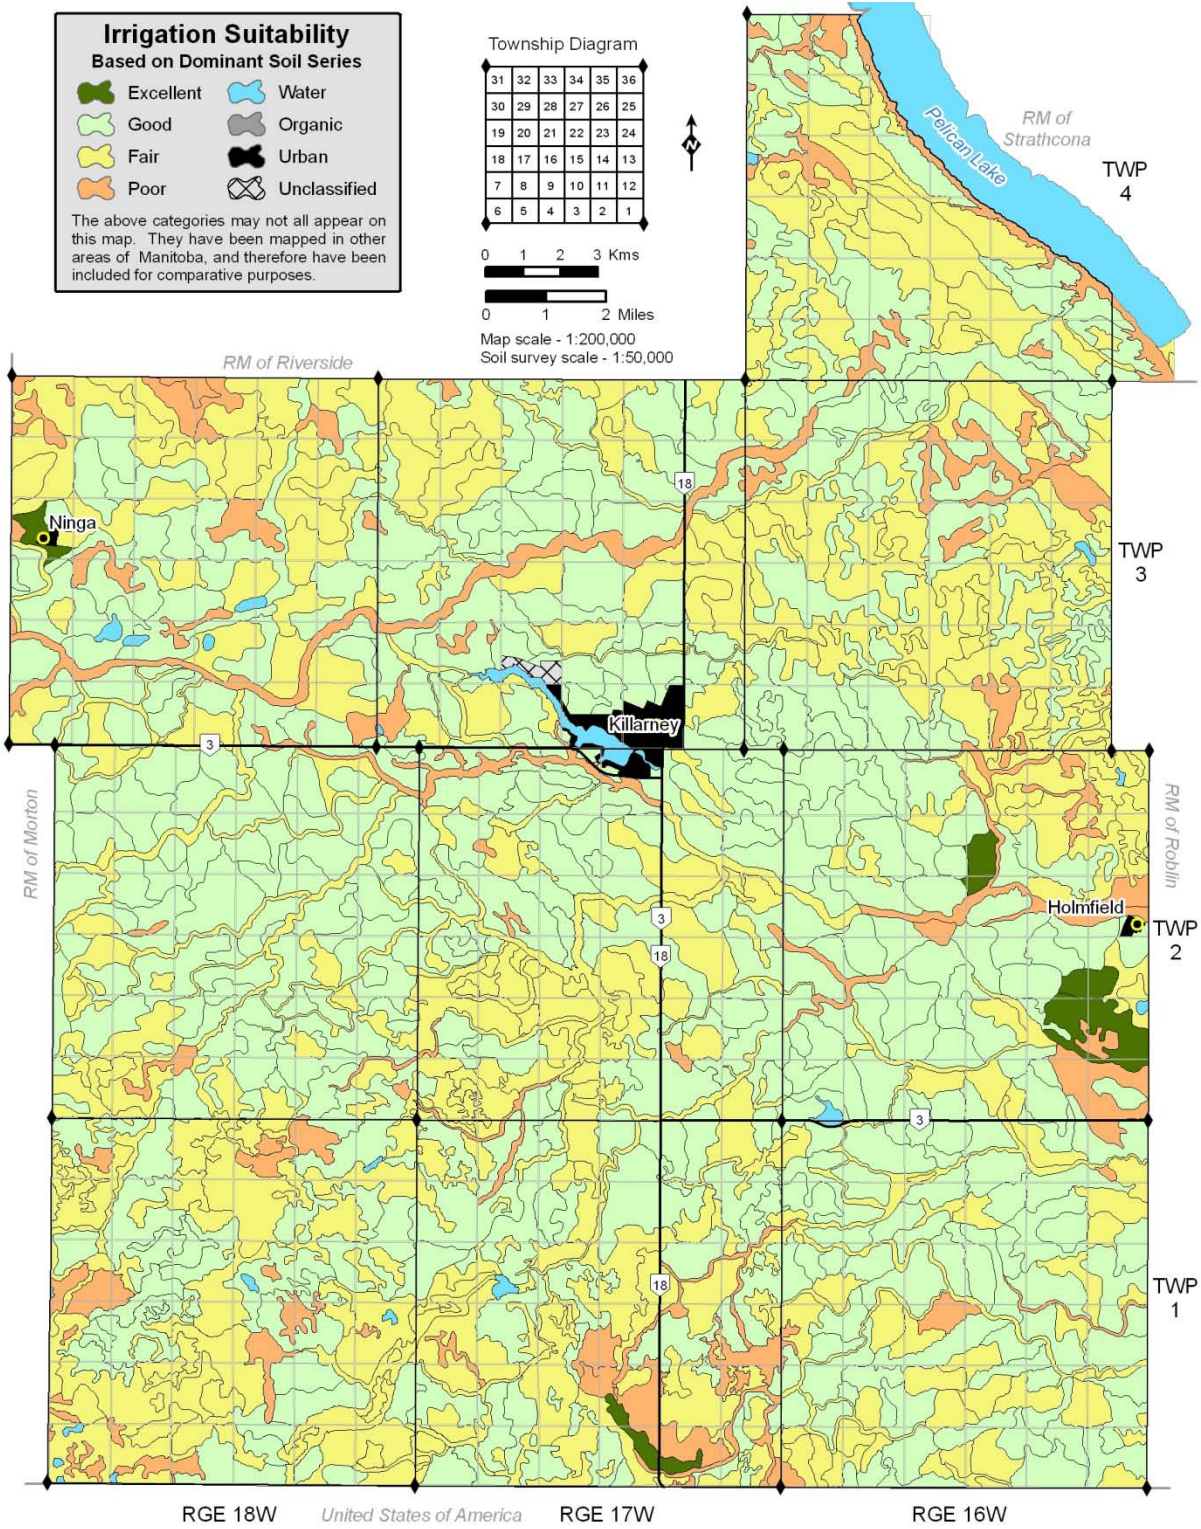 Irrigation Suitability
Based on Dominant Soil Series
Excellent
Water
Good
Organic
Fair
Urban
Poor
Unclassified
The above categories may not all appear on
this map. They have been mapped in other
areas of Manitoba, and therefore have been
included for comparative purposes.
Township Diagram
31 32 33 34 35 36
30 29 28 27 26 25
19 20 21 22 23 24
18 17 16 15 14 13
7 8 9 10 11 12
6 5 4 3 2 1
N
0 1 2 3 Kms
0 1 2 Miles
Map scale - 1:200,000
Soil survey scale - 1:50,000
Pelican Lake
RM of
Strathcona
TWP
4
RM of Riverside
18
Ninga
TWP
3
Killarney
3
RM of Morton
RM of Roblin
Holmfield
3
18
TWP
2
3
18
TWP
1
RGE 18W
United States of America
RGE 17W
RGE 16W